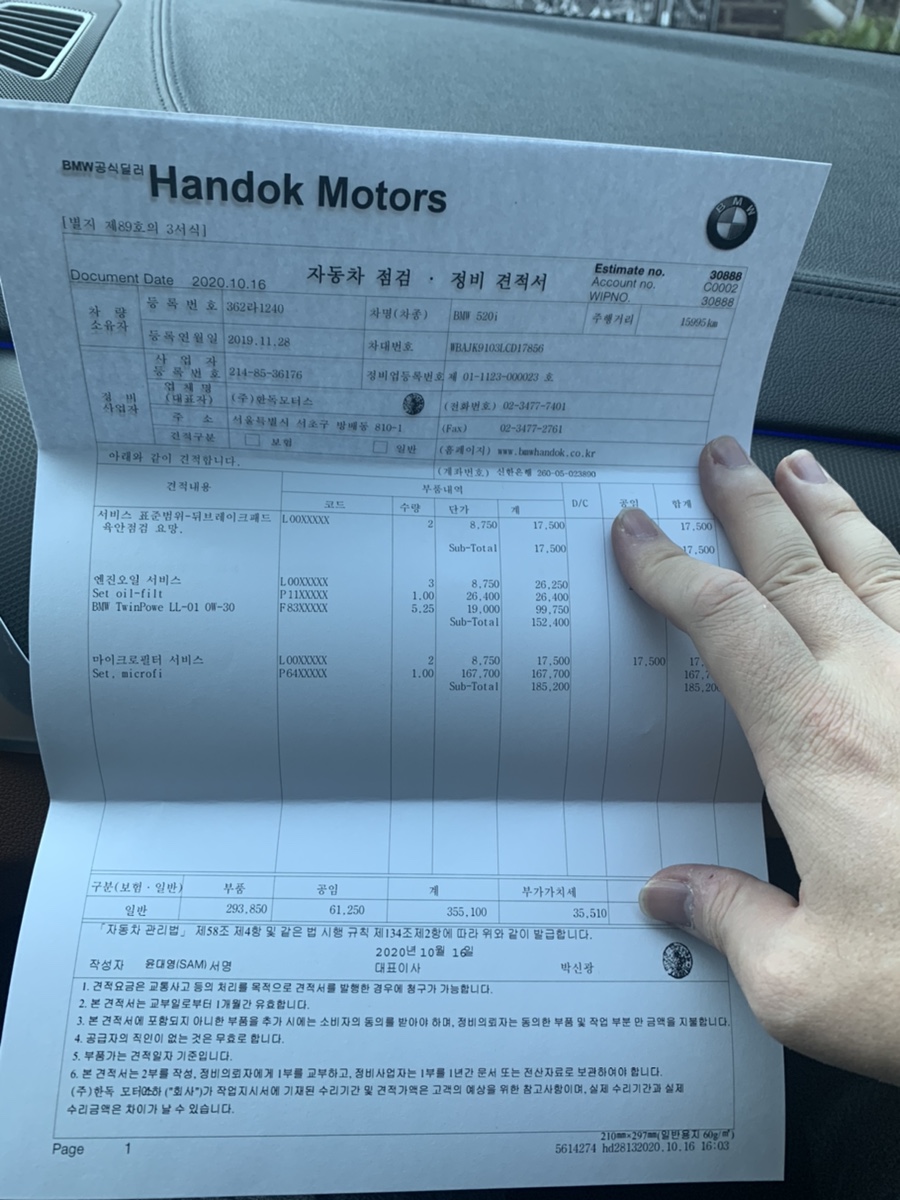 BMW공식딜러 Handok Motors
BMW
[별지 제89호의 3서식]
Document Date 2020.10.16 자동차 점검 · 정비 견적서
Estimate no. 30888
Account no. C0002
WIPNO. 30888
차 량 소유자 등 록 번 호 362라1240 차명(차종) BMW 520i 주행거리 15995km
등록연월일 2019.11.28 차대번호 WBAJK9103LCD17856
정 비 사업자 사 업 자 등 록 번 호 214-85-36176 정비업등록번호 제 01-1123-000023 호
업 체 명 (대표자) (주)한독모터스 (전화번호) 02-3477-7401
주 소 서울특별시 서초구 방배동 810-1 (Fax) 02-3477-2761
견적구분 보험 일반 (홈페이지) www.bmwhandok.co.kr
아래와 같이 견적합니다. (계좌번호) 신한은행 260-05-023890
견적내용 부품내역 D/C 공임 합계
코드 수량 단가 계
서비스 표준범위-뒤브레이크패드 L00XXXXX 2 8,750 17,500 17,500
육안점검 요망.
Sub-Total 17,500 17,500
엔진오일 서비스 L00XXXXX 3 8,750 26,250
Set oil-filt P11XXXXX 1.00 26,400 26,400
BMW TwinPowe LL-01 0W-30 F83XXXXX 5.25 19,000 99,750
Sub-Total 152,400
마이크로필터 서비스 L00XXXXX 2 8,750 17,500 17,500 17.
Set, microfi P64XXXXX 1.00 167,700 167,700 167,7
Sub-Total 185,200 185,200
구분(보험 · 일반) 부품 공임 계 부가가치세
일반 293,850 61,250 355,100 35,510
「자동차 관리법」 제58조 제4항 및 같은 법 시행 규칙 제134조제2항에 따라 위와 같이 발급합니다.
2020년 10월 16일
작성자 윤대영(SAM) 서명 대표이사 박신광
1. 견적요금은 교통사고 등의 처리를 목적으로 견적서를 발행한 경우에 청구가 가능합니다.
2. 본 견적서는 교부일로부터 1개월간 유효합니다.
3. 본 견적서에 포함되지 아니한 부품을 추가 시에는 소비자의 동의를 받아야 하며, 정비의뢰자는 동의한 부품 및 작업 부분 만 금액을 지불합니다.
4. 공급자의 직인이 없는 것은 무효로 합니다.
5. 부품가는 견적일자 기준입니다.
6. 본 견적서는 2부를 작성, 정비의뢰자에게 1부를 교부하고, 정비사업자는 1부를 1년간 문서 또는 전산자료로 보관하여야 합니다.
(주)한독 모터스(이하 "회사")가 작업지시서에 기재된 수리기간 및 견적가액은 고객의 예상을 위한 참고사항이며, 실제 수리기간과 실제
수리금액은 차이가 날 수 있습니다.
210㎜×297㎜(일반용지 60g/㎡)
Page 1 5614274 hd28132020.10.16 16:03